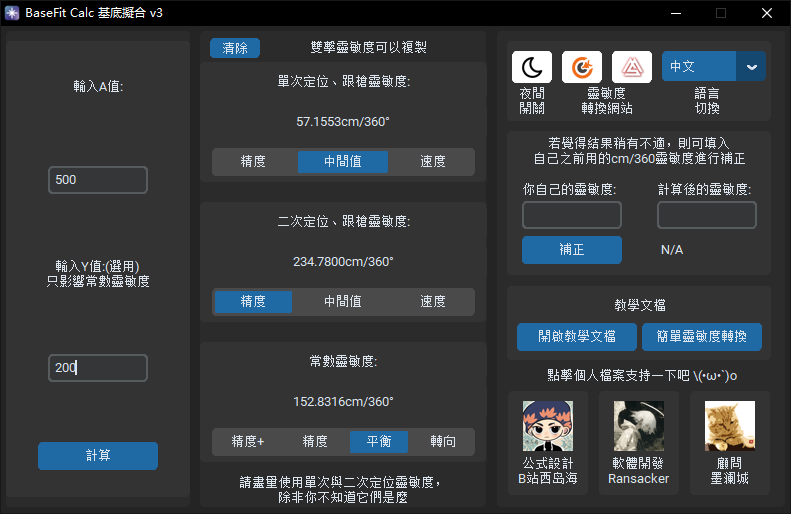 BaseFit Calc 基底擬合 v3
輸入A值:
500
輸入Y值:(選用)
只影響常數靈敏度
200
計算
清除
雙擊靈敏度可以複製
單次定位、跟槍靈敏度:
57.1553cm/360°
精度
中間值
速度
二次定位、跟槍靈敏度:
234.7800cm/360°
精度
中間值
速度
常數靈敏度:
152.8316cm/360°
精度+
精度
平衡
轉向
請盡量使用單次與二次定位靈敏度，
除非你不知道它們是麼
中文
夜間
開關
靈敏度
轉換網站
語言
切換
若覺得結果稍有不適，則可填入
自己之前用的cm/360靈敏度進行補正
你自己的靈敏度:
計算後的靈敏度:
補正
N/A
教學文檔
開啟教學文檔
簡單靈敏度轉換
點擊個人檔案支持一下吧 \(•ω•`)o
公式設計
B站西岛海
軟體開發
Ransacker
顧問
墨澜城